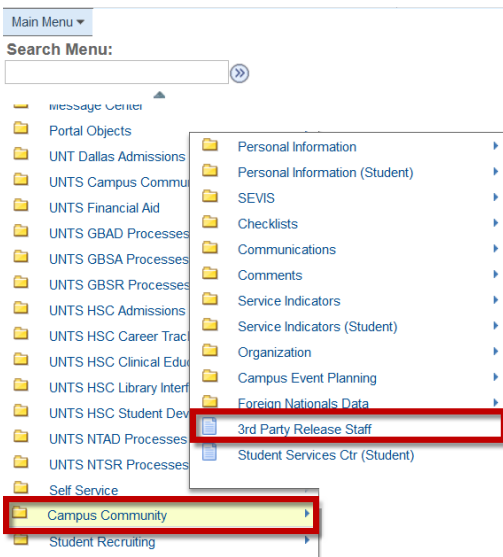 Main Menu
Search Menu:
Message Center
Portal Objects
UNT Dallas Admissions
UNTS Campus Commu
UNTS Financial Aid
UNTS GBAD Processes
UNTS GBSA Processes
UNTS GBSR Processes
UNTS HSC Admissions
UNTS HSC Career Trac
UNTS HSC Clinical Edu
UNTS HSC Library Interf
UNTS HSC Student Dev
UNTS NTAD Processes
UNTS NTSR Processes
Self Service
Campus Community
Student Recruiting
Personal Information
Personal Information (Student)
SEVIS
Checklists
Communications
Comments
Service Indicators
Service Indicators (Student)
Organization
Campus Event Planning
Foreign Nationals Data
3rd Party Release Staff
Student Services Ctr (Student)